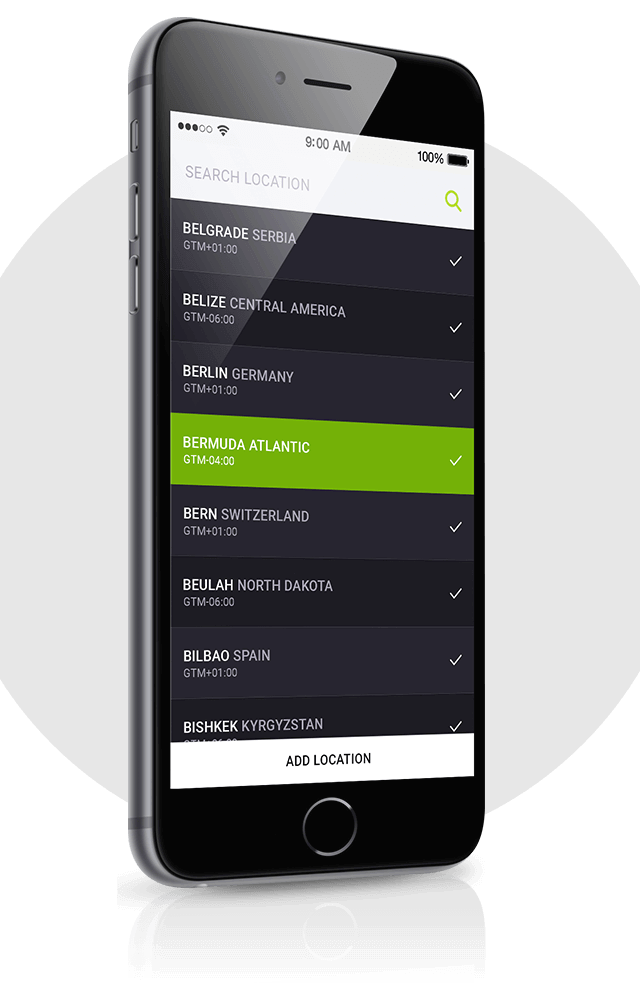 9:00 AM
100%
SEARCH LOCATION
BELGRADE SERBIA
GTM+01:00
BELIZE CENTRAL AMERICA
GTM-06:00
BERLIN GERMANY
GTM+01:00
BERMUDA ATLANTIC
GTM-04:00
BERN SWITZERLAND
GTM+01:00
BEULAH NORTH DAKOTA
GTM-06:00
BILBAO SPAIN
GTM+01:00
BISHKEK KYRGYZSTAN
ADD LOCATION